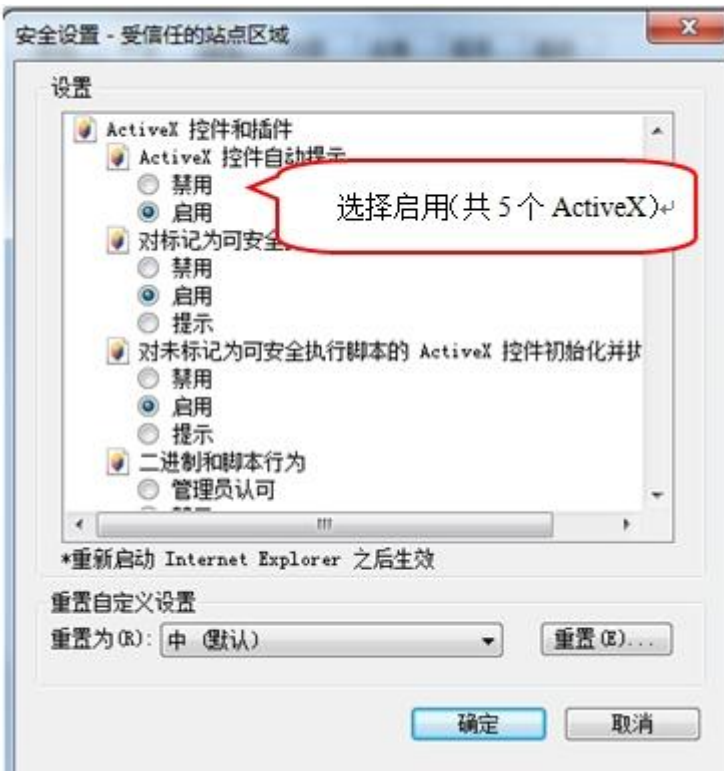 安全设置 - 受信任的站点区域
设置
ActiveX 控件和插件
ActiveX 控件自动提示
禁用
启用
选择启用(共 5 个 ActiveX)↵
对标记为可安全
禁用
启用
提示
对未标记为可安全执行脚本的 ActiveX 控件初始化并执
禁用
启用
提示
二进制和脚本行为
管理员认可
*重新启动 Internet Explorer 之后生效
重置自定义设置
重置为(R):
中 (默认)
重置(E)...
确定
取消